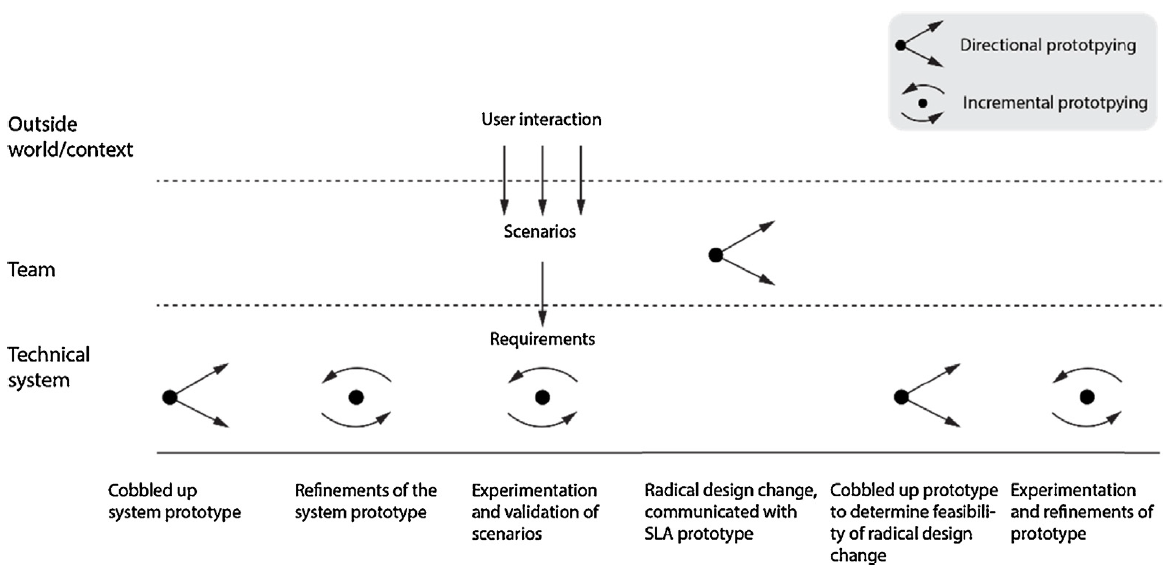 Directional prototpying
Incremental prototpying
Outside
world/context
User interaction
Scenarios
Team
Requirements
Technical
system
Cobbled up
system prototype
Refinements of the
system prototype
Experimentation
and validation of
scenarios
Radical design change,
communicated with
SLA prototype
Cobbled up prototype
to determine feasibili-
ty of radical design
change
Experimentation
and refinements of
prototype